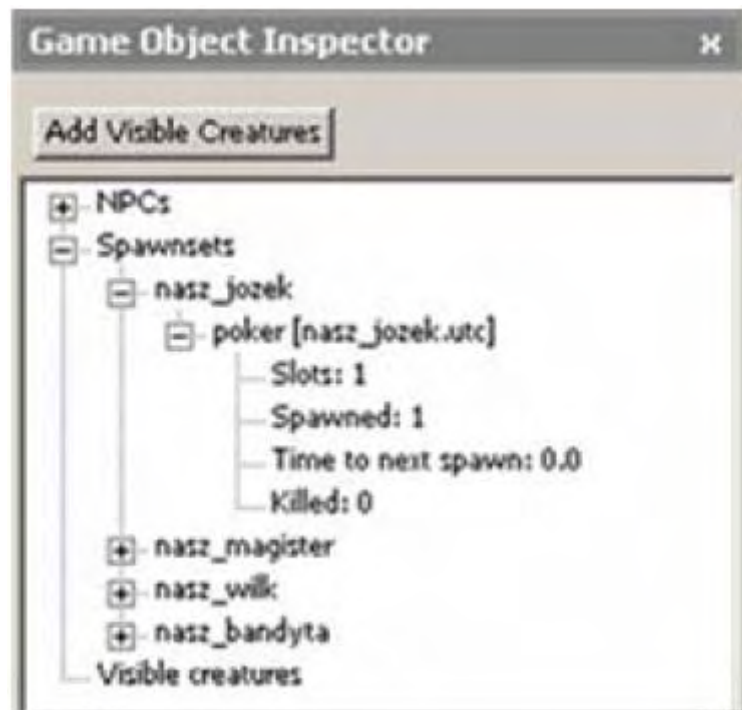 Game Object Inspector x
Add Visible Creatures
NPCs
Spawnsets
nasz_jozek
poker [nasz_jozek.utc]
Slots: 1
Spawned: 1
Time to next spawn: 0.0
Killed: 0
nasz_magister
nasz_wilk
nasz_bandyta
Visible creatures